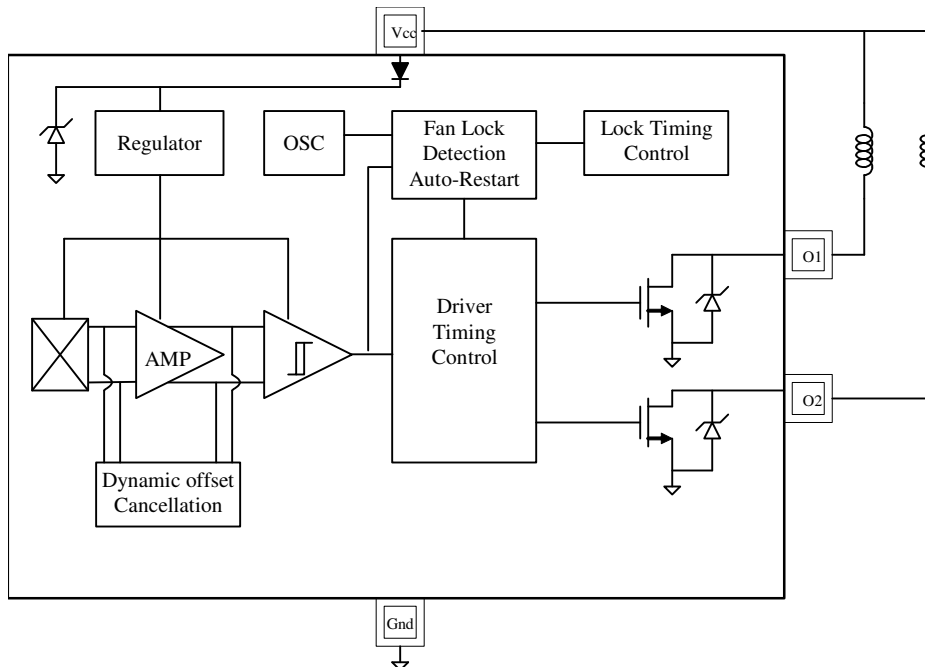 Vcc
Regulator
OSC
Fan Lock
Detection
Auto-Restart
Lock Timing
Control
O1
AMP
Driver
Timing
Control
O2
Dynamic offset
Cancellation
Gnd